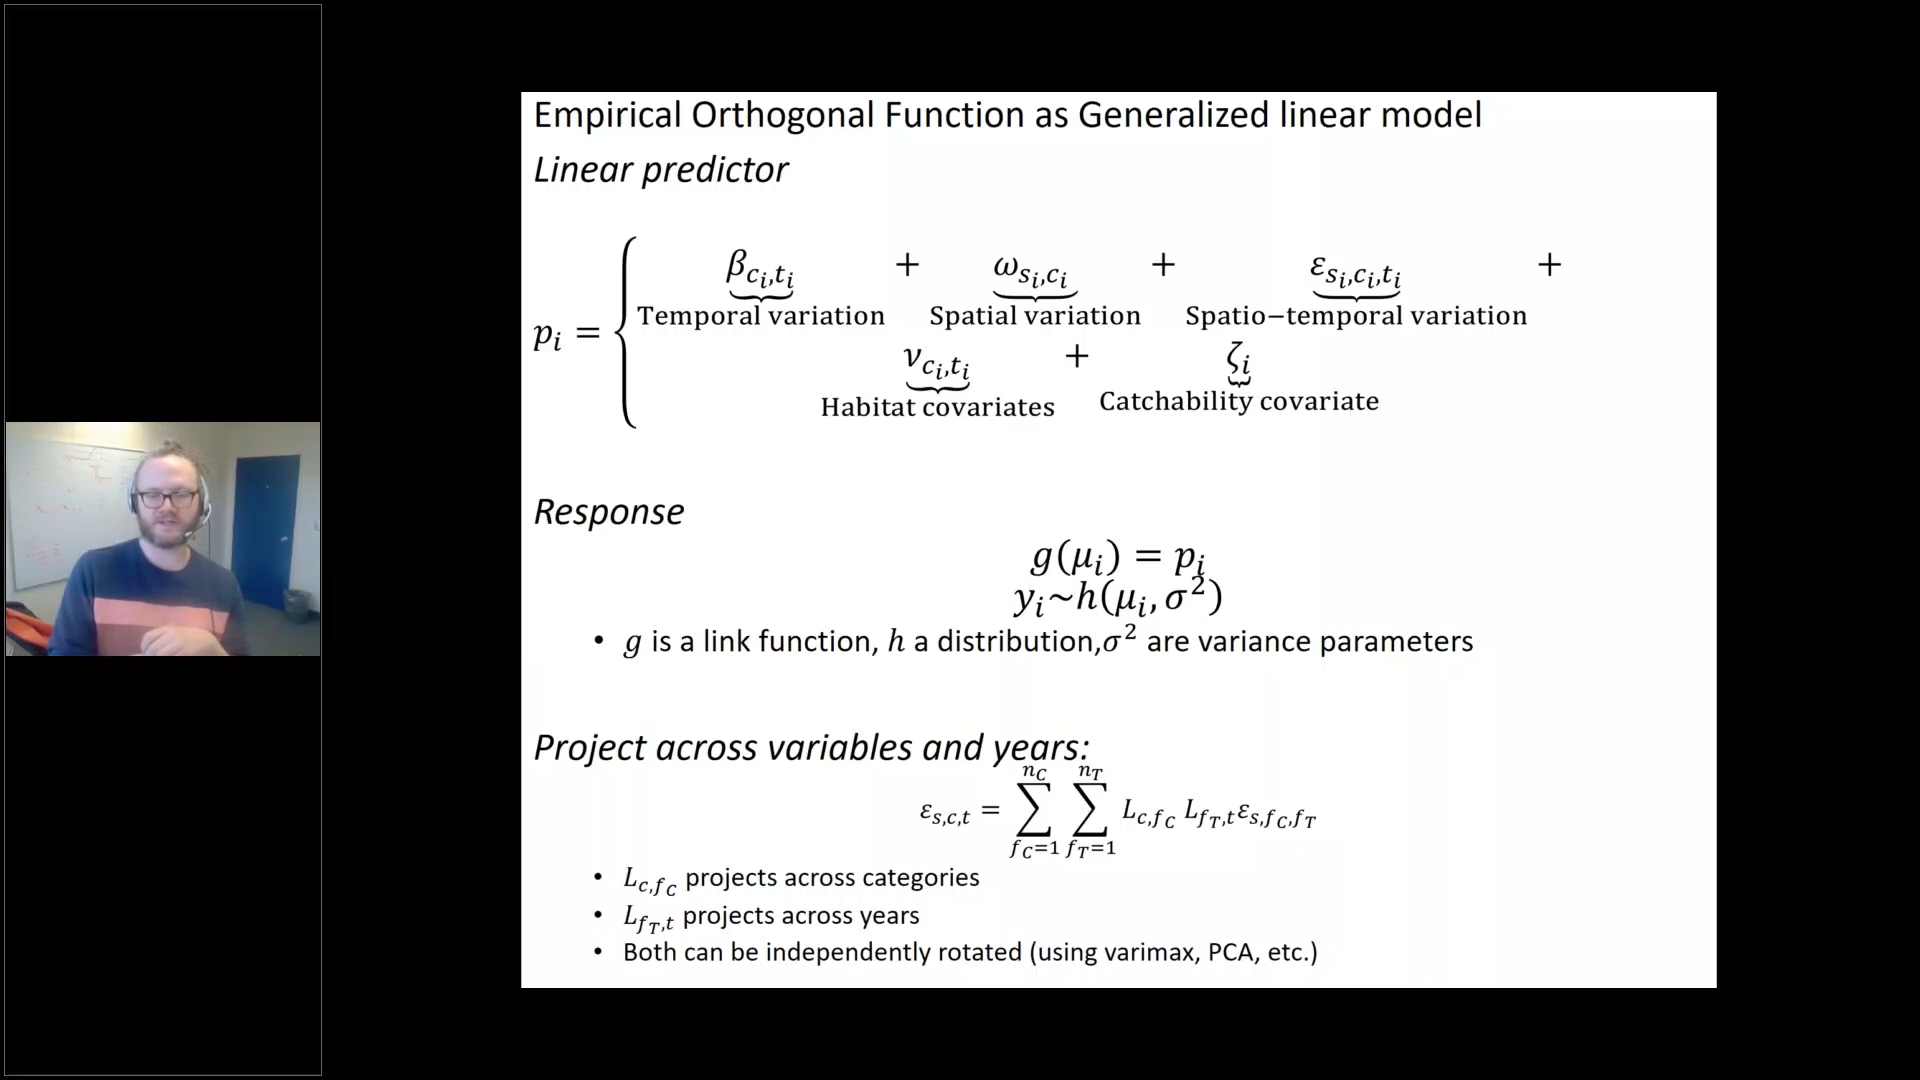 Empirical Orthogonal Function as Generalized linear model
Linear predictor
p_i = { β_{c_i,t_i} + ω_{s_i,c_i} + ε_{s_i,c_i,t_i} +
Temporal variation Spatial variation Spatio−temporal variation
ν_{c_i,t_i} + ζ_i
Habitat covariates Catchability covariate
Response
g(μ_i) = p_i
y_i~h(μ_i, σ²)
• g is a link function, h a distribution,σ² are variance parameters
Project across variables and years:
ε_{s,c,t} = ∑_{f_C=1}^{n_C} ∑_{f_T=1}^{n_T} L_{c,f_C} L_{f_T,t} ε_{s,f_C,f_T}
• L_{c,f_C} projects across categories
• L_{f_T,t} projects across years
• Both can be independently rotated (using varimax, PCA, etc.)